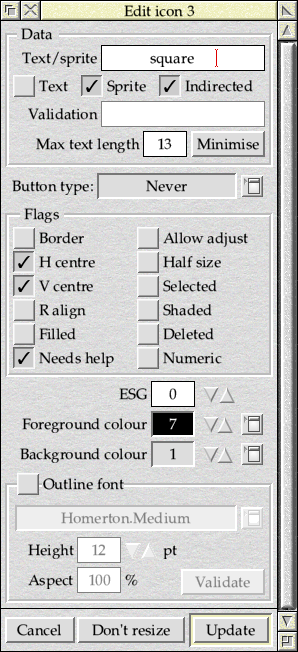 Edit icon 3
Data
Text/sprite square
Text Sprite Indirected
Validation
Max text length 13 Minimise
Button type: Never
Flags
Border Allow adjust
H centre Half size
V centre Selected
R align Shaded
Filled Deleted
Needs help Numeric
ESG 0
Foreground colour 7
Background colour 1
Outline font
Homerton.Medium
Height 12 pt
Aspect 100 % Validate
Cancel Don't resize Update